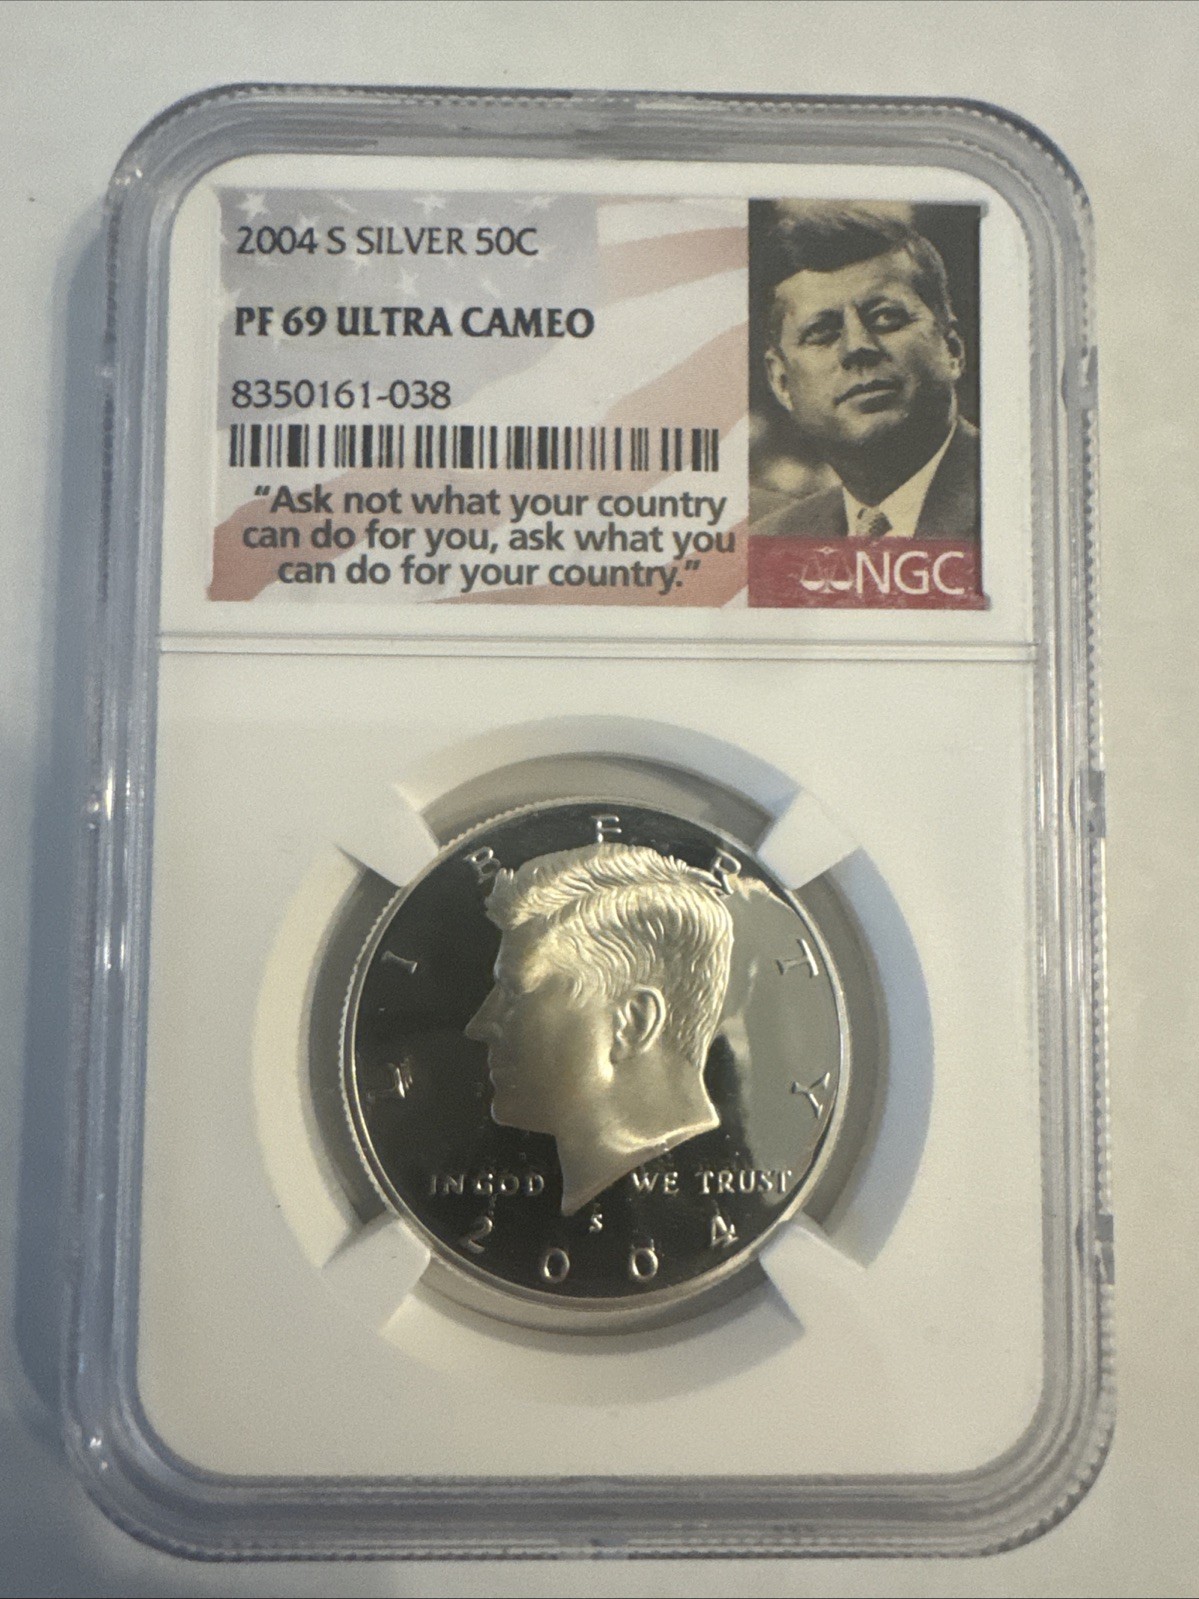 2004 S SILVER 50C
PF 69 ULTRA CAMEO
8350161-038
“Ask not what your country
can do for you, ask what you
can do for your country.”
NGC
LIBERTY
IN GOD WE TRUST
S
2004